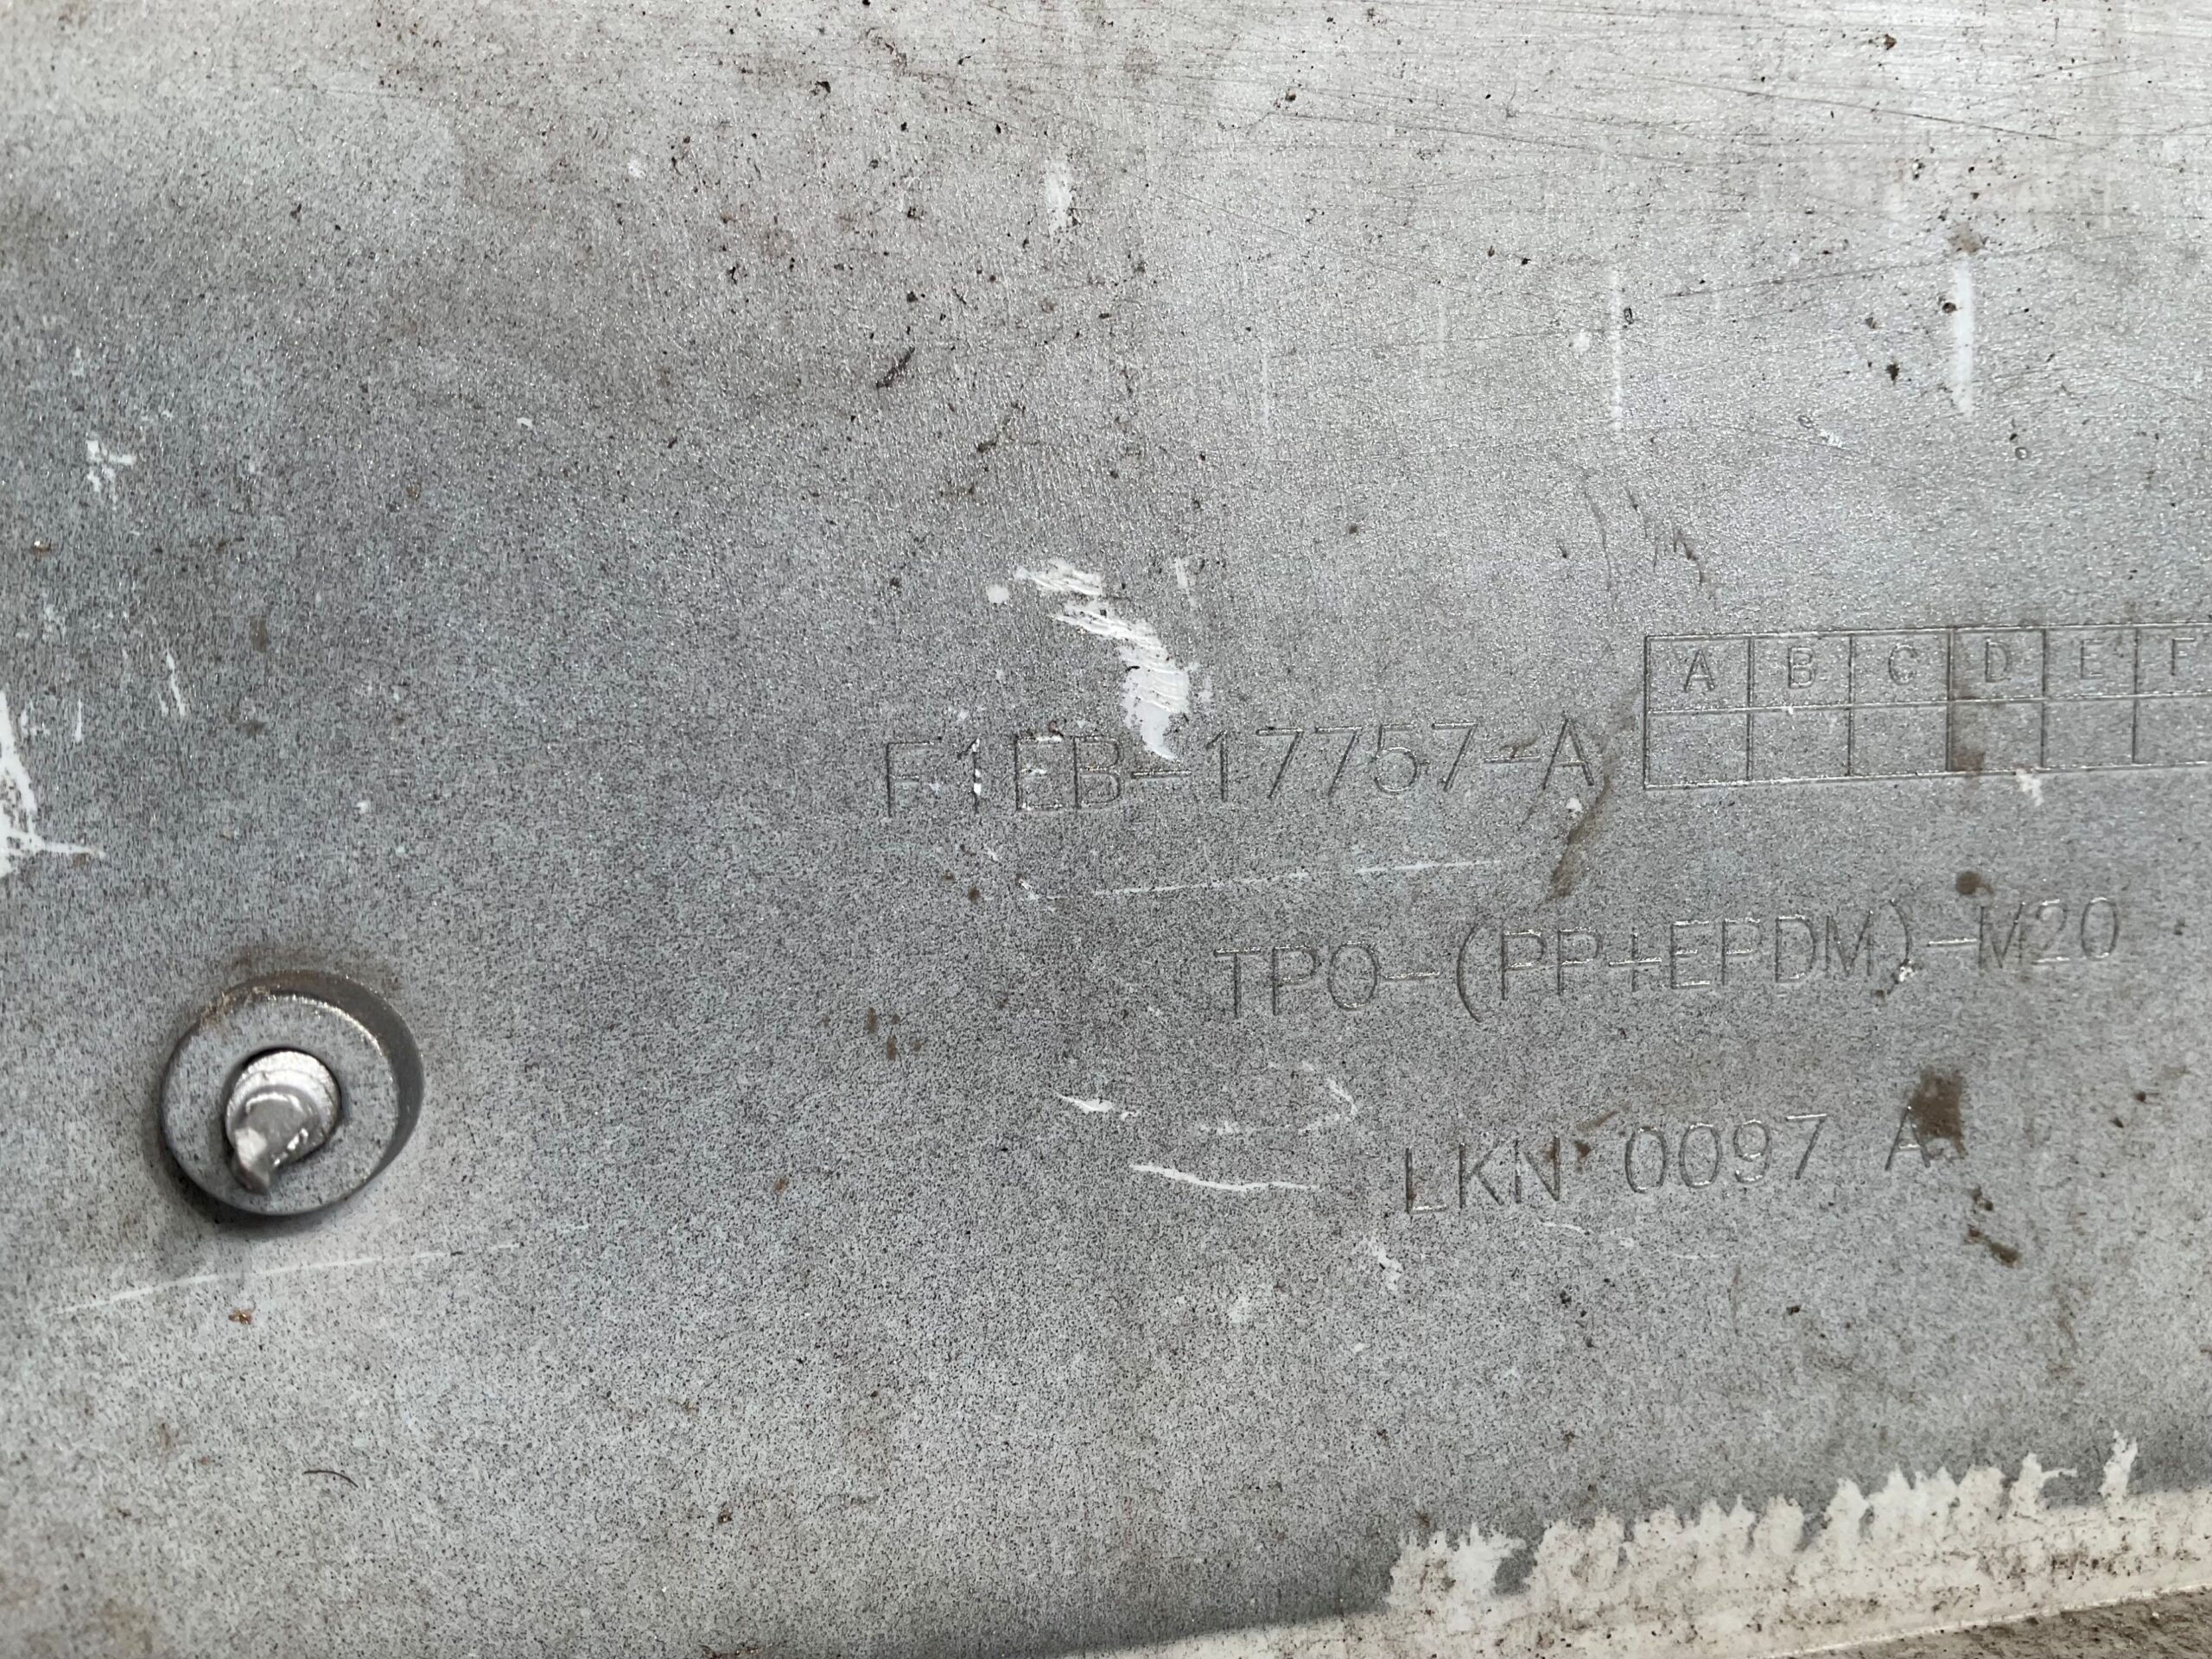 A B C D E F
F1EB-17757-A
TPO-(PP+EPDM)-M20
LKN 0097 A